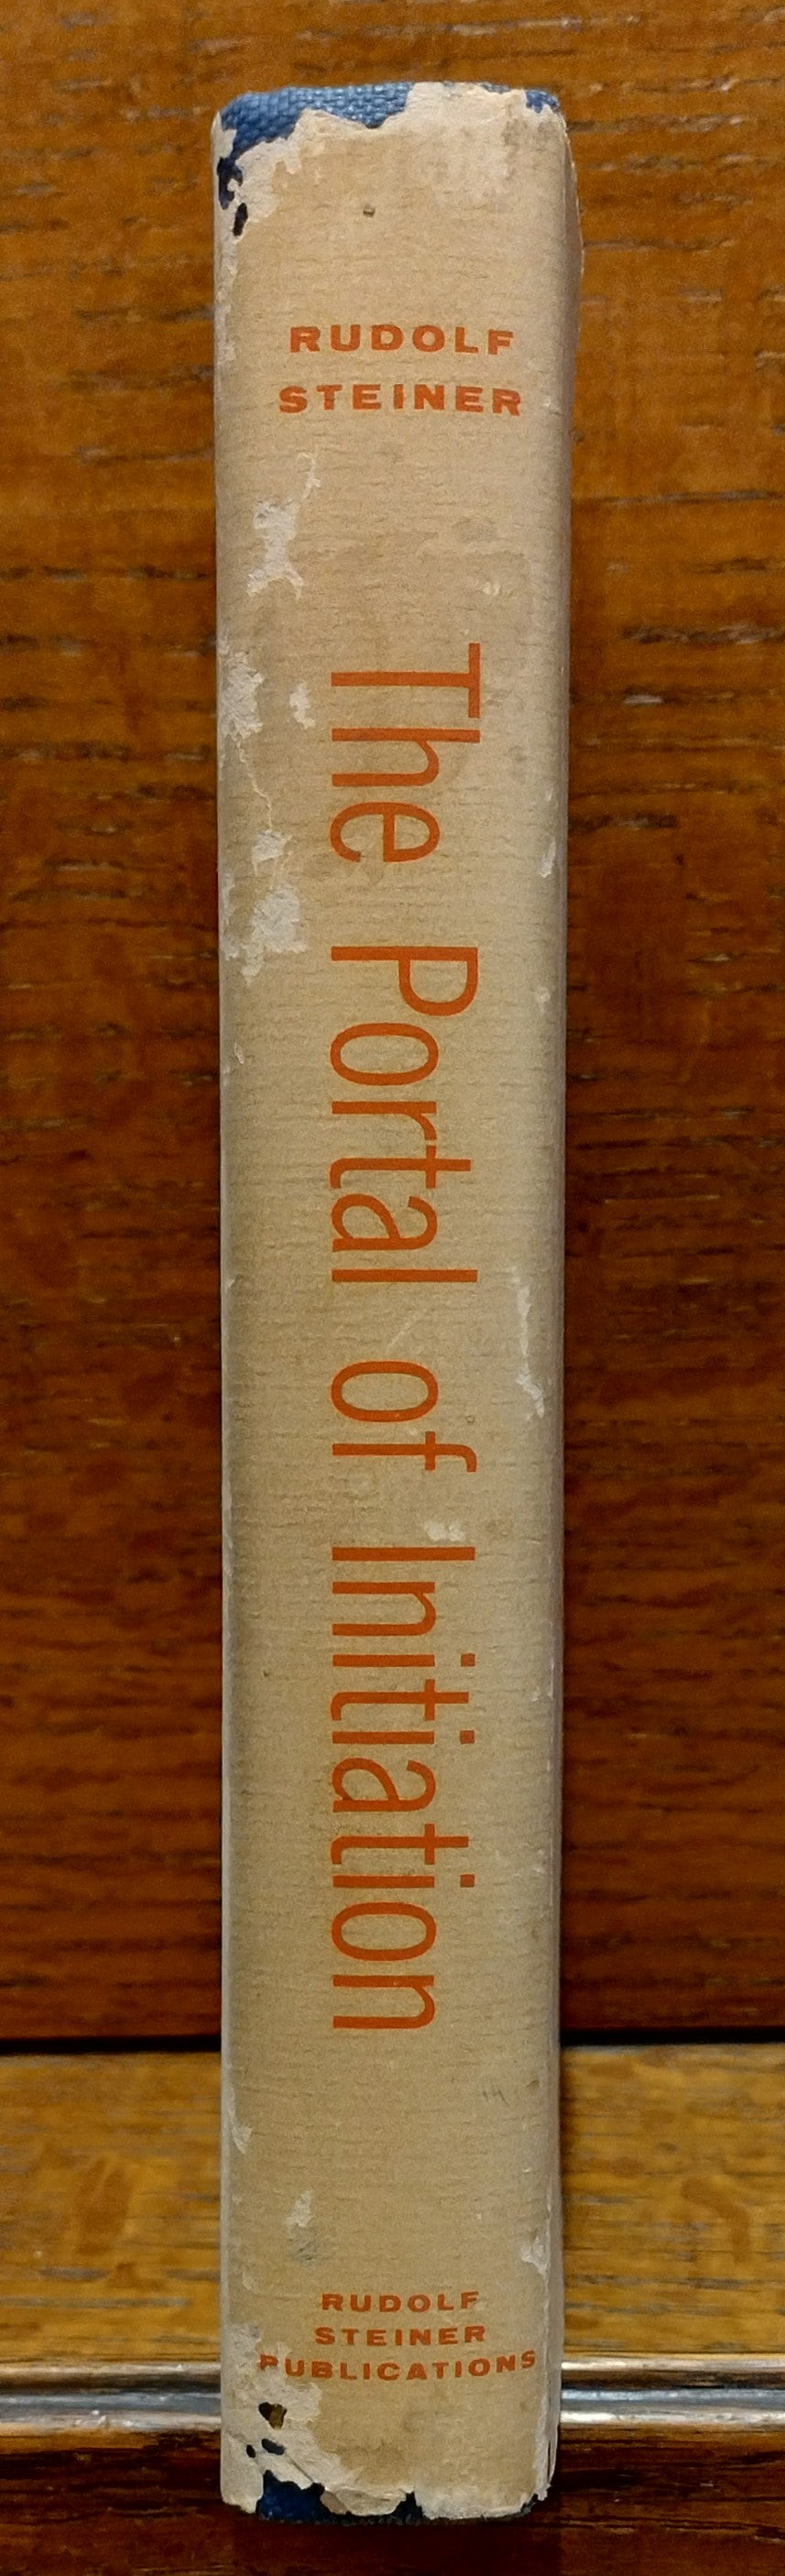 RUDOLF
STEINER
The Portal of Initiation
RUDOLF
STEINER
PUBLICATIONS